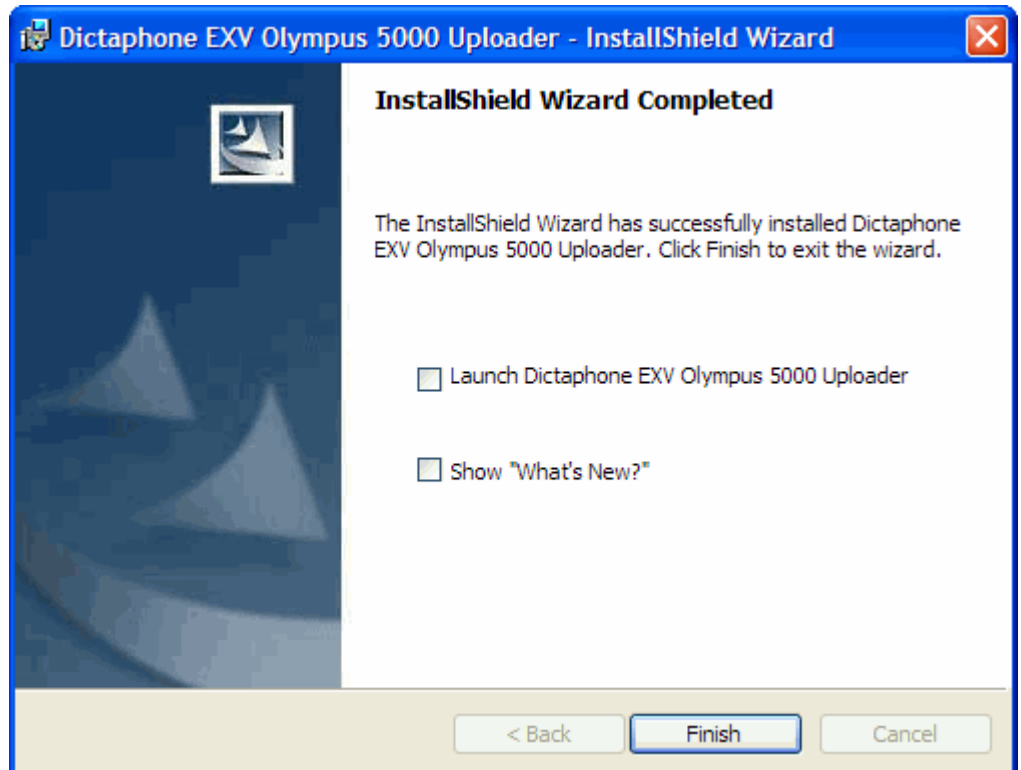 Dictaphone EXV Olympus 5000 Uploader - InstallShield Wizard
InstallShield Wizard Completed
The InstallShield Wizard has successfully installed Dictaphone
EXV Olympus 5000 Uploader. Click Finish to exit the wizard.
Launch Dictaphone EXV Olympus 5000 Uploader
Show "What's New?"
< Back Finish Cancel